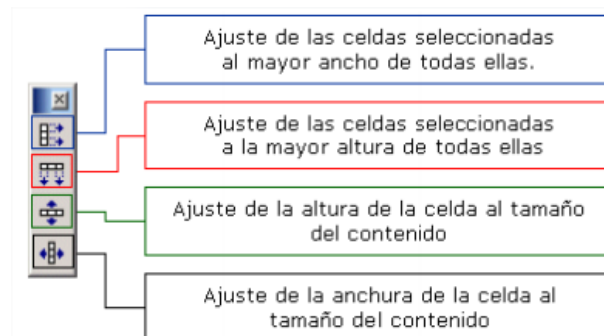 Ajuste de las celdas seleccionadas
al mayor ancho de todas ellas.
Ajuste de las celdas seleccionadas
a la mayor altura de todas ellas
Ajuste de la altura de la celda al tamaño
del contenido
Ajuste de la anchura de la celda al
tamaño del contenido